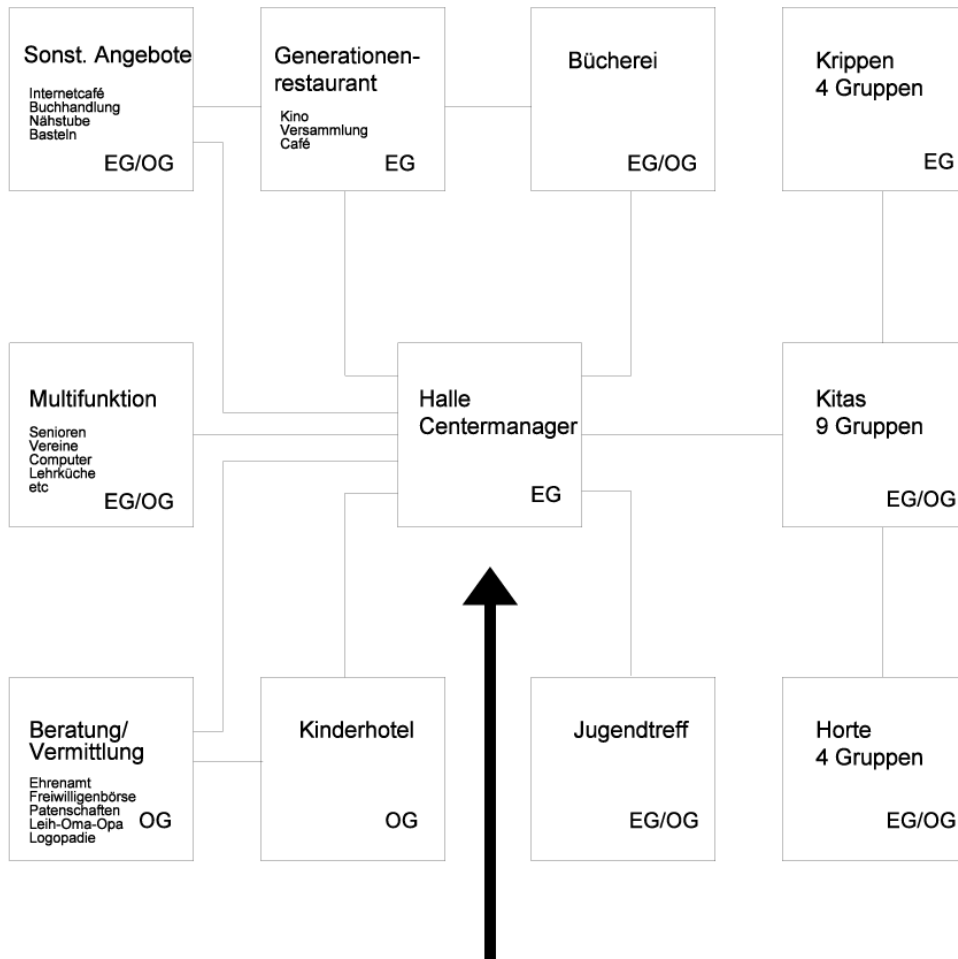 Sonst. Angebote
Internetcafé
Buchhandlung
Nähstube
Basteln
EG/OG
Generationen-
restaurant
Kino
Versammlung
Café
EG
Bücherei
EG/OG
Krippen
4 Gruppen
EG
Multifunktion
Senioren
Vereine
Computer
Lehrküche
etc
EG/OG
Halle
Centermanager
EG
Kitas
9 Gruppen
EG/OG
Beratung/
Vermittlung
Ehrenamt
Freiwilligenbörse
Patenschaften
Leih-Oma-Opa
Logopadie
OG
Kinderhotel
OG
Jugendtreff
EG/OG
Horte
4 Gruppen
EG/OG